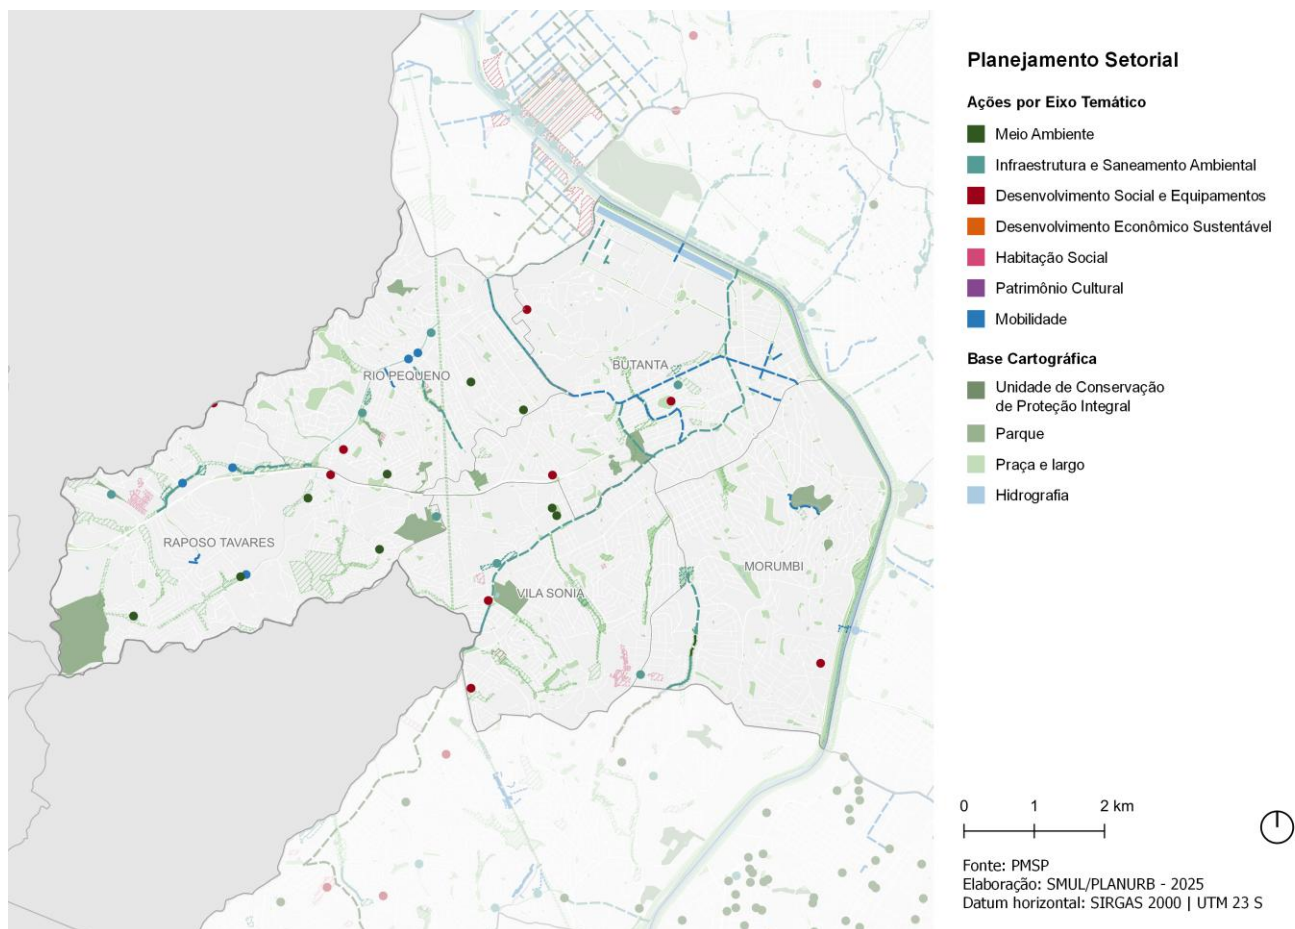 Planejamento Setorial
Ações por Eixo Temático
Meio Ambiente
Infraestrutura e Saneamento Ambiental
Desenvolvimento Social e Equipamentos
Desenvolvimento Econômico Sustentável
Habitação Social
Patrimônio Cultural
Mobilidade
Base Cartográfica
Unidade de Conservação
de Proteção Integral
Parque
Praça e largo
Hidrografia
RIO PEQUENO
BUTANTA
RAPOSO TAVARES
VILA SONIA
MORUMBI
0 1 2 km
Fonte: PMSP
Elaboração: SMUL/PLANURB - 2025
Datum horizontal: SIRGAS 2000 | UTM 23 S